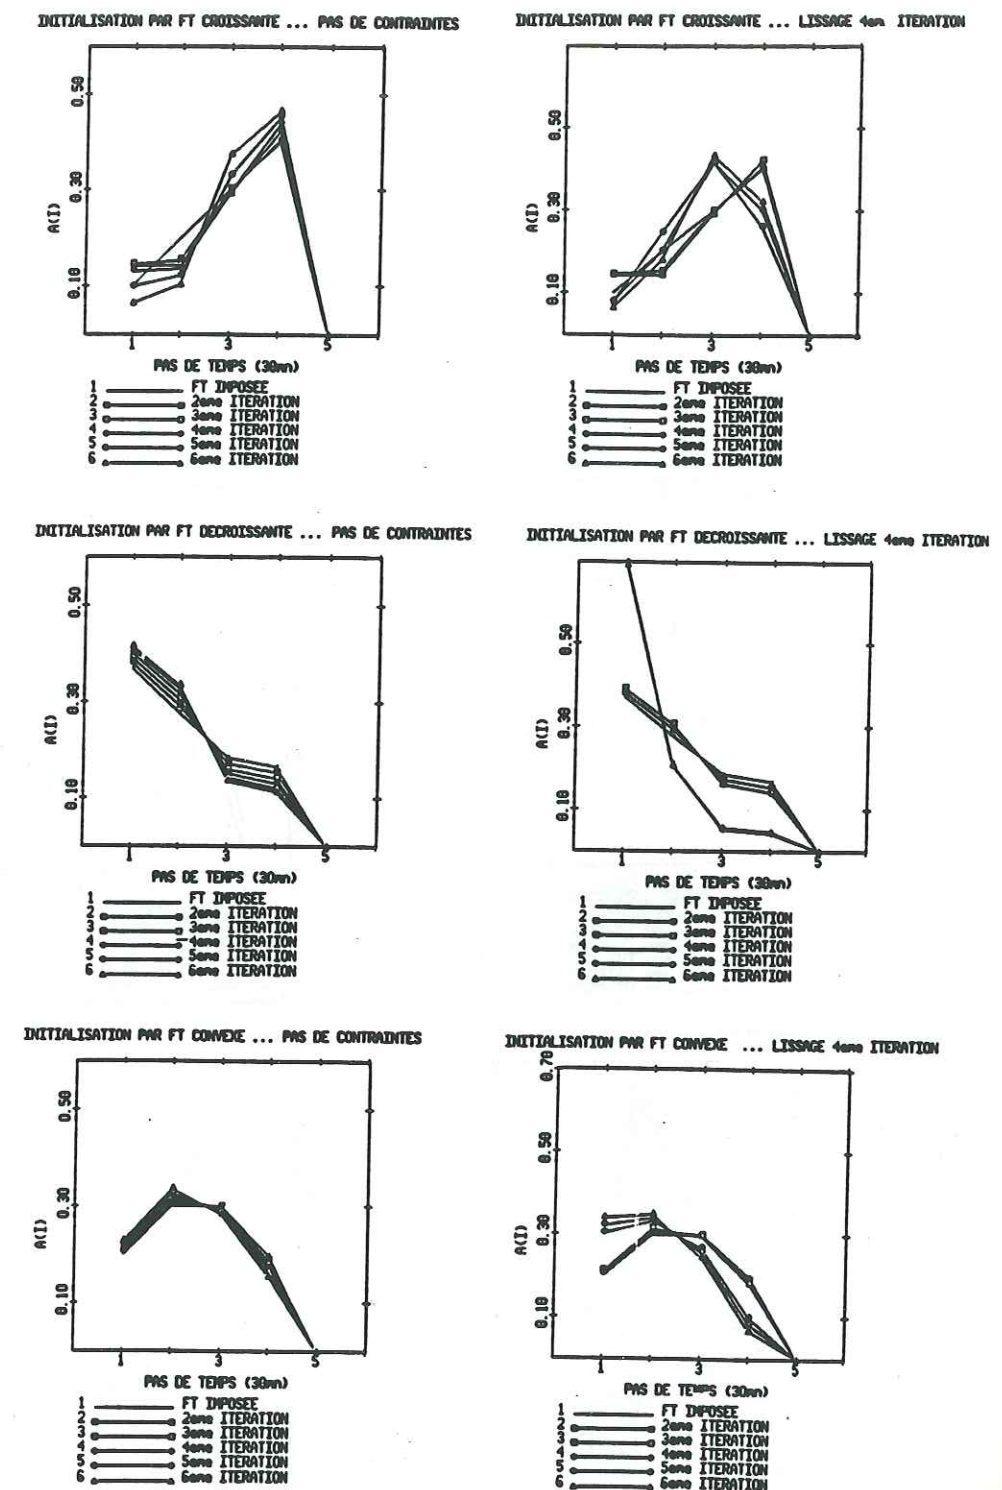 INITIALISATION PAR FT CROISSANTE ... PAS DE CONTRAINTES
0.50
0.30
0.10
A(I)
1 3 5
PAS DE TEMPS (30mn)
1 FT IMPOSEE
2 2eme ITERATION
3 3eme ITERATION
4 4eme ITERATION
5 5eme ITERATION
6 6eme ITERATION
INITIALISATION PAR FT CROISSANTE ... LISSAGE 4eme ITERATION
0.50
0.30
0.10
A(I)
1 3 5
PAS DE TEMPS (30mn)
1 FT IMPOSEE
2 2eme ITERATION
3 3eme ITERATION
4 4eme ITERATION
5 5eme ITERATION
6 6eme ITERATION
INITIALISATION PAR FT DECROISSANTE ... PAS DE CONTRAINTES
0.50
0.30
0.10
A(I)
1 3 5
PAS DE TEMPS (30mn)
1 FT IMPOSEE
2 2eme ITERATION
3 3eme ITERATION
4 4eme ITERATION
5 5eme ITERATION
6 6eme ITERATION
INITIALISATION PAR FT DECROISSANTE ... LISSAGE 4eme ITERATION
0.50
0.30
0.10
A(I)
1 3 5
PAS DE TEMPS (30mn)
1 FT IMPOSEE
2 2eme ITERATION
3 3eme ITERATION
4 4eme ITERATION
5 5eme ITERATION
6 6eme ITERATION
INITIALISATION PAR FT CONVEXE ... PAS DE CONTRAINTES
0.50
0.30
0.10
A(I)
1 3 5
PAS DE TEMPS (30mn)
1 FT IMPOSEE
2 2eme ITERATION
3 3eme ITERATION
4 4eme ITERATION
5 5eme ITERATION
6 6eme ITERATION
INITIALISATION PAR FT CONVEXE ... LISSAGE 4eme ITERATION
0.70
0.50
0.30
0.10
A(I)
1 3 5
PAS DE TEMPS (30mn)
1 FT IMPOSEE
2 2eme ITERATION
3 3eme ITERATION
4 4eme ITERATION
5 5eme ITERATION
6 6eme ITERATION